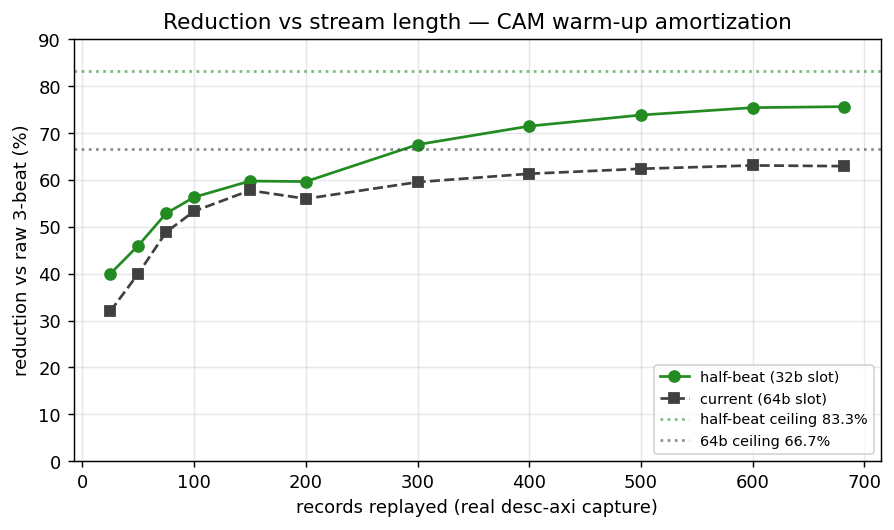 Reduction vs stream length — CAM warm-up amortization
reduction vs raw 3-beat (%)
90
80
70
60
50
40
30
20
10
0
half-beat (32b slot)
current (64b slot)
half-beat ceiling 83.3%
64b ceiling 66.7%
0 100 200 300 400 500 600 700
records replayed (real desc-axi capture)